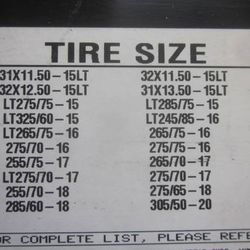 TIRE SIZE
31X11.50-15LT 32X11.50-15LT
32X12.50-15LT 31X13.50-15LT
LT275/75-15 LT285/75-15
LT325/60-15 LT245/85-16
LT265/75-16 265/75-16
275/70-16 275/75-16
255/75-17 265/70-17
LT275/70-17 275/70-17
255/70-18 275/65-18
285/60-18 305/50-20
OR COMPLETE LIST, PLEASE REFE